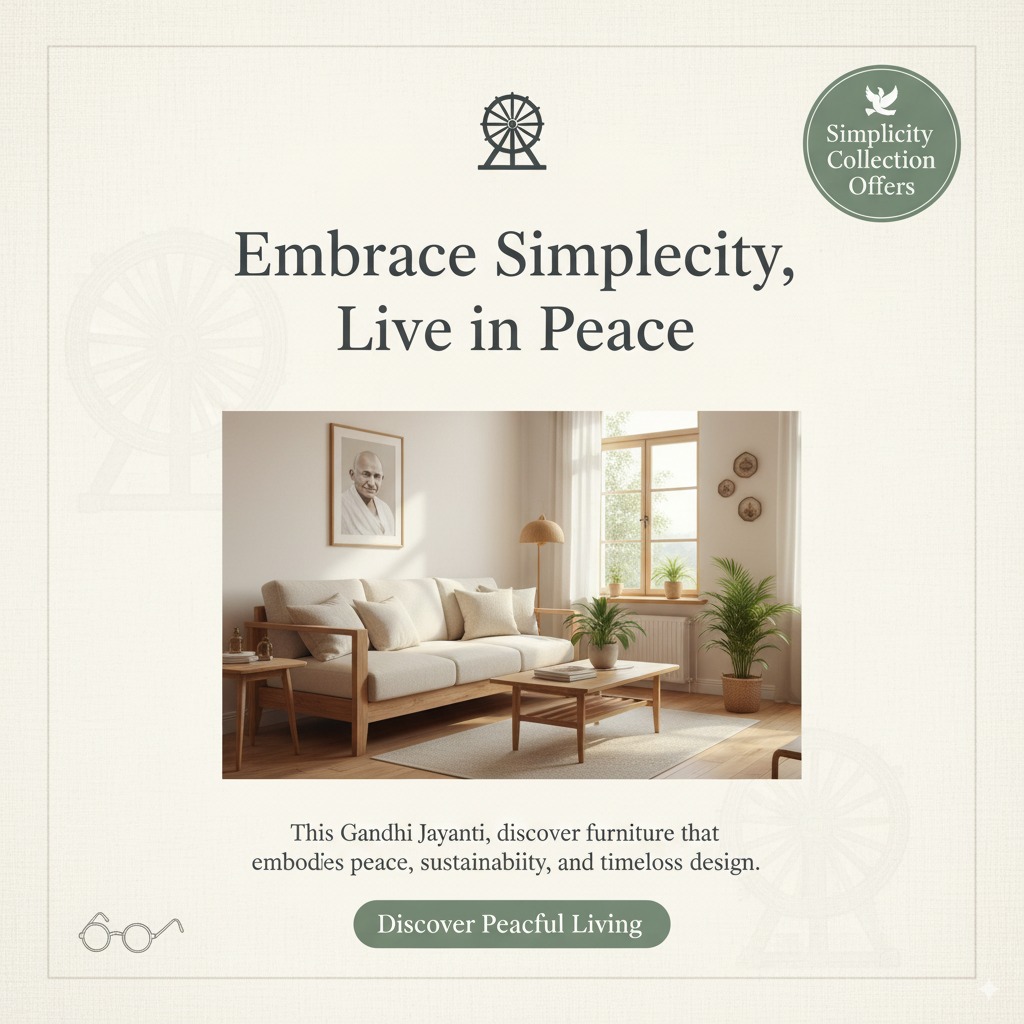 Simplicity
Collection
Offers
Embrace Simplecity,
Live in Peace
This Gandhi Jayanti, discover furniture that
embodies peace, sustainabiity, and timeloss design.
Discover Peacful Living